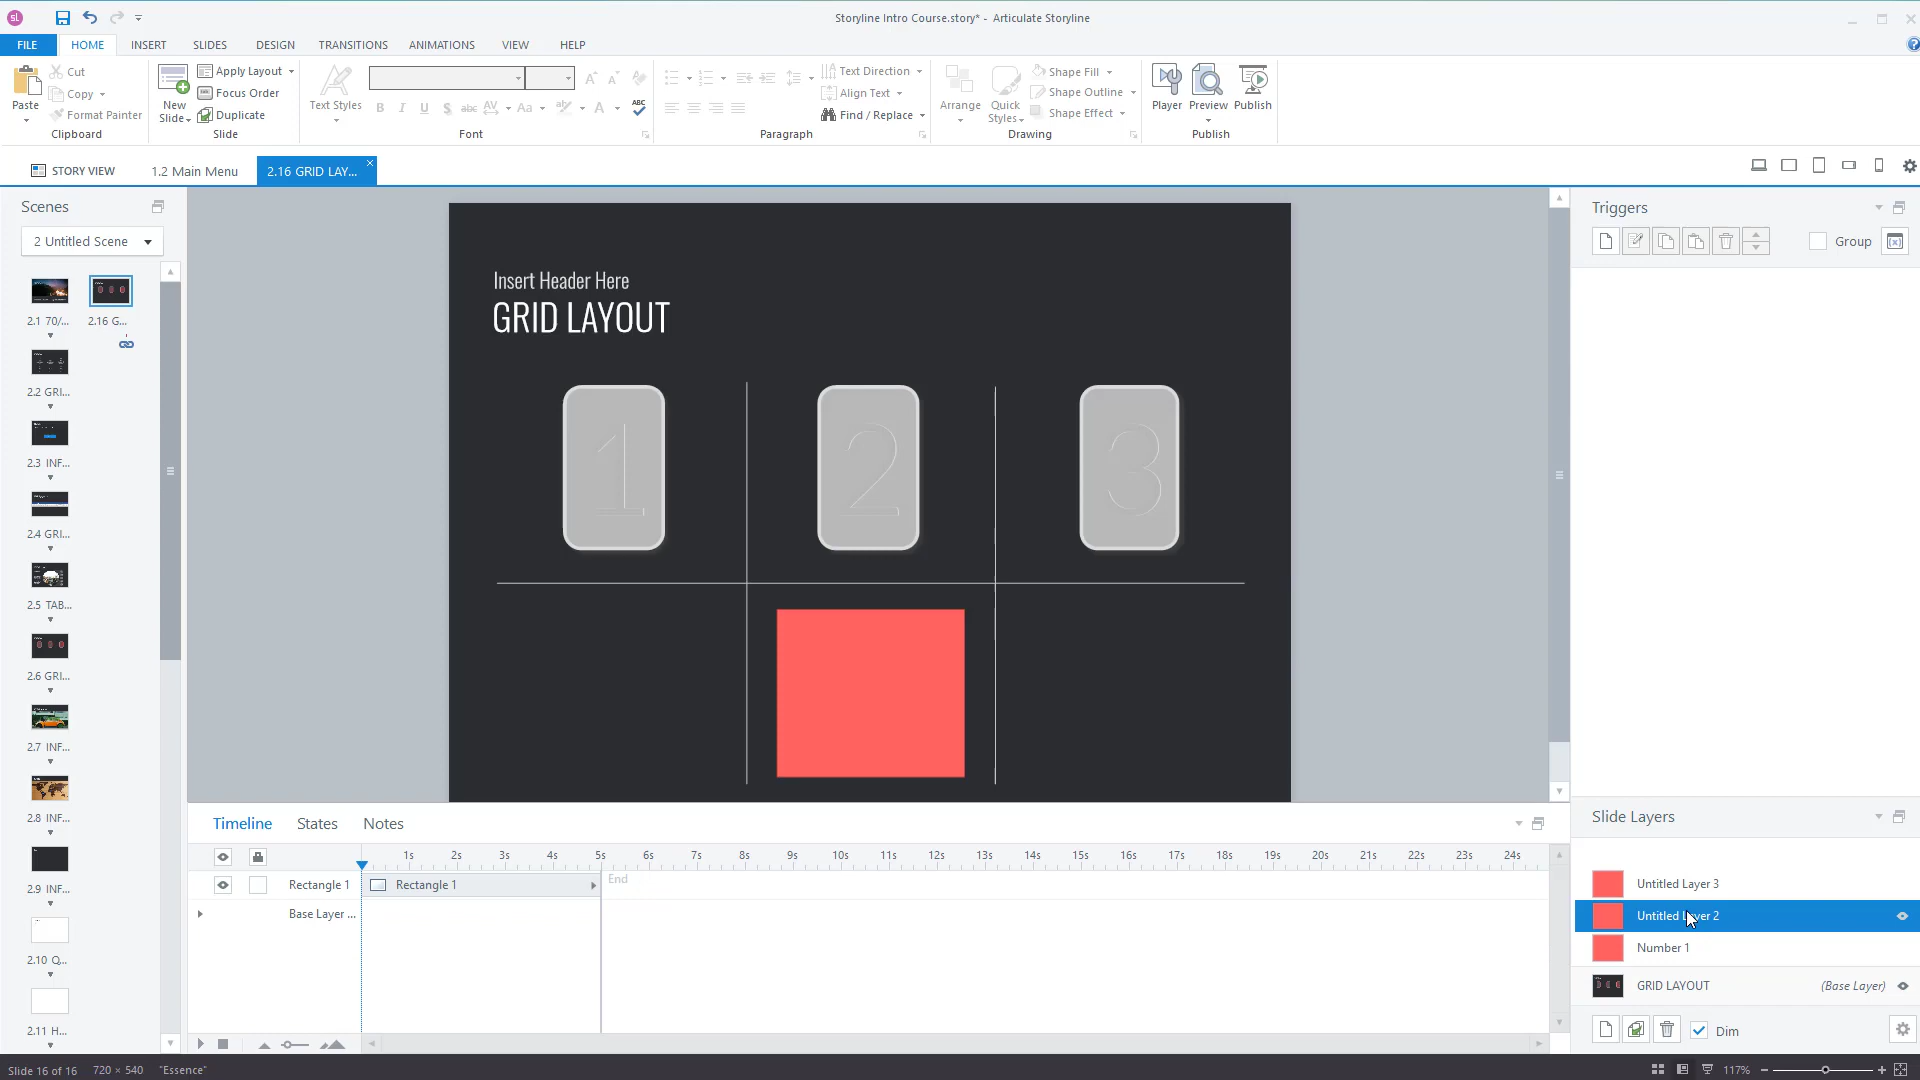 sl
Storyline Intro Course.story* - Articulate Storyline
FILE
HOME
INSERT
SLIDES
DESIGN
TRANSITIONS
ANIMATIONS
VIEW
HELP
Paste
Cut
Copy
Format Painter
Clipboard
New
Slide
Apply Layout
Focus Order
Duplicate
Slide
Text Styles
B I U S abc AV Aa A ABC
Font
Text Direction
Align Text
Find / Replace
Paragraph
Arrange
Quick
Styles
Shape Fill
Shape Outline
Shape Effect
Drawing
Player
Preview
Publish
Publish
STORY VIEW
1.2 Main Menu
2.16 GRID LAY...
Scenes
2 Untitled Scene
2.1 70/...
2.16 G...
2.2 GRI...
2.3 INF...
2.4 GRI...
2.5 TAB...
2.6 GRI...
2.7 INF...
2.8 INF...
2.9 INF...
2.10 Q...
2.11 H...
Insert Header Here
GRID LAYOUT
1
2
3
Triggers
Group
Timeline
States
Notes
1s 2s 3s 4s 5s 6s 7s 8s 9s 10s 11s 12s 13s 14s 15s 16s 17s 18s 19s 20s 21s 22s 23s 24s
Rectangle 1
Rectangle 1
End
Base Layer ...
Slide Layers
Untitled Layer 3
Untitled Layer 2
Number 1
GRID LAYOUT
(Base Layer)
Dim
Slide 16 of 16
720 × 540
"Essence"
117%